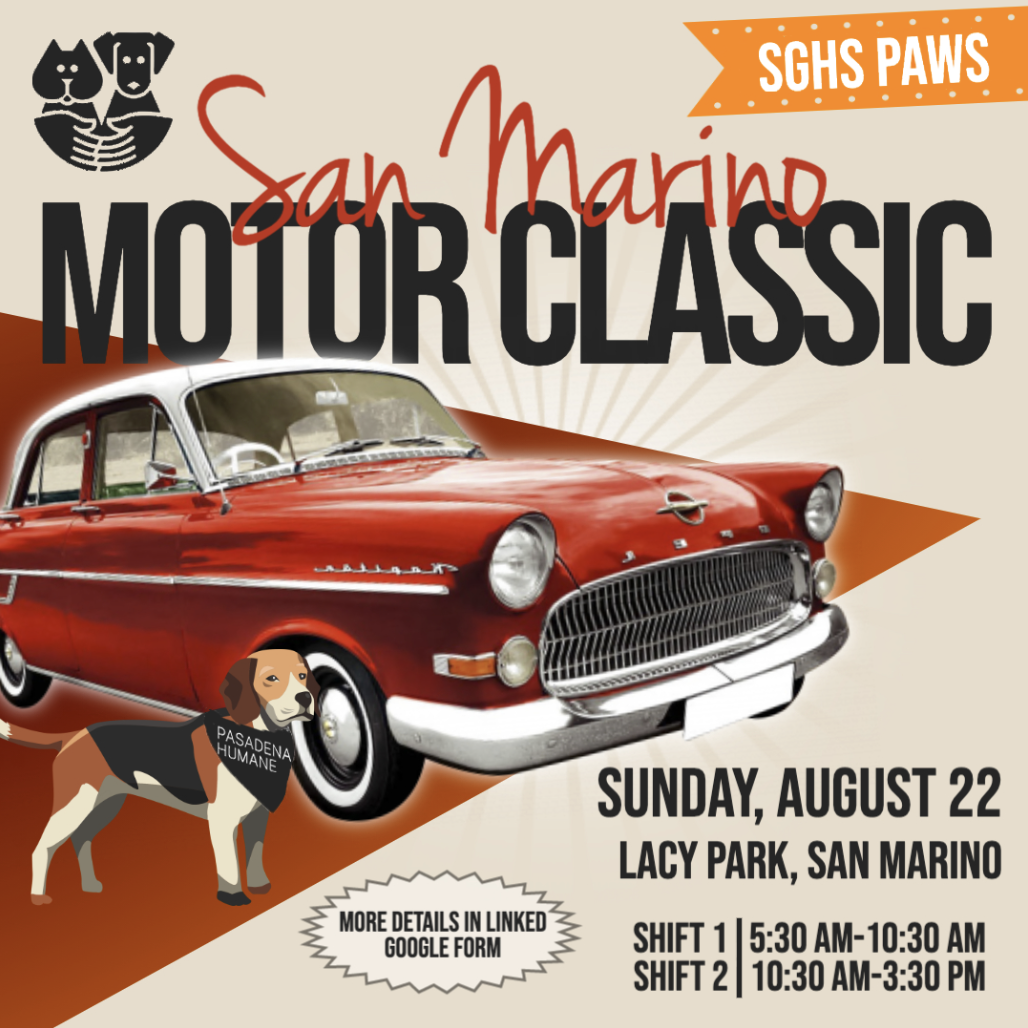 SGHS PAWS
San Marino
MOTOR CLASSIC
PASADENA
HUMANE
SUNDAY, AUGUST 22
LACY PARK, SAN MARINO
MORE DETAILS IN LINKED
GOOGLE FORM
SHIFT 1 | 5:30 AM-10:30 AM
SHIFT 2 | 10:30 AM-3:30 PM